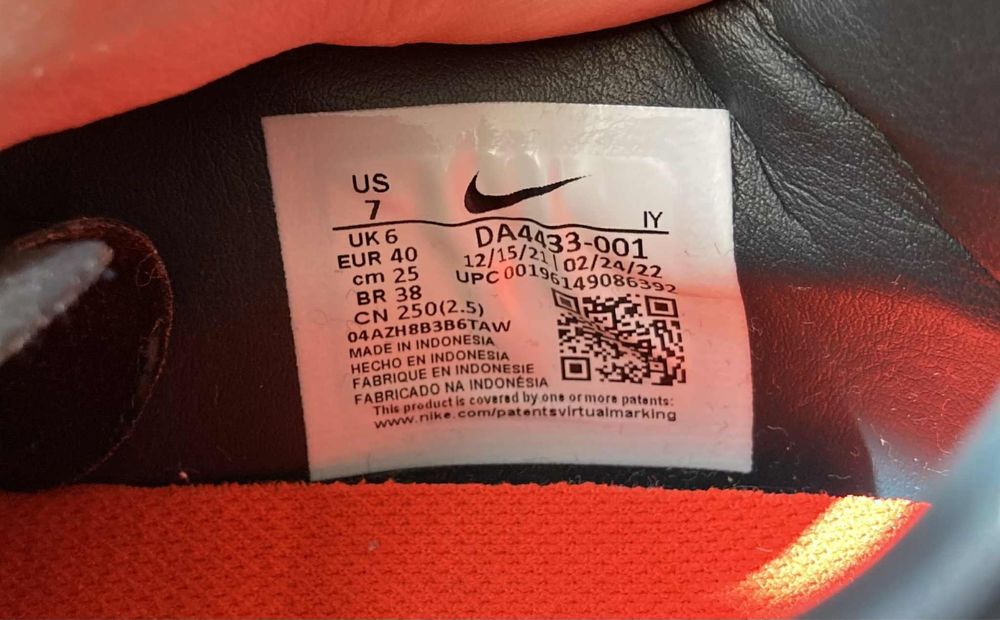 US
7
IY
UK 6
EUR 40
cm 25
BR 38
CN 250(2.5)
DA4433-001
12/15/21 | 02/24/22
UPC 00196149086392
04AZH8B3B6TAW
MADE IN INDONESIA
HECHO EN INDONESIA
FABRIQUE EN INDONESIE
FABRICADO NA INDONÉSIA
This product is covered by one or more patents:
www.nike.com/patentsvirtualmarking